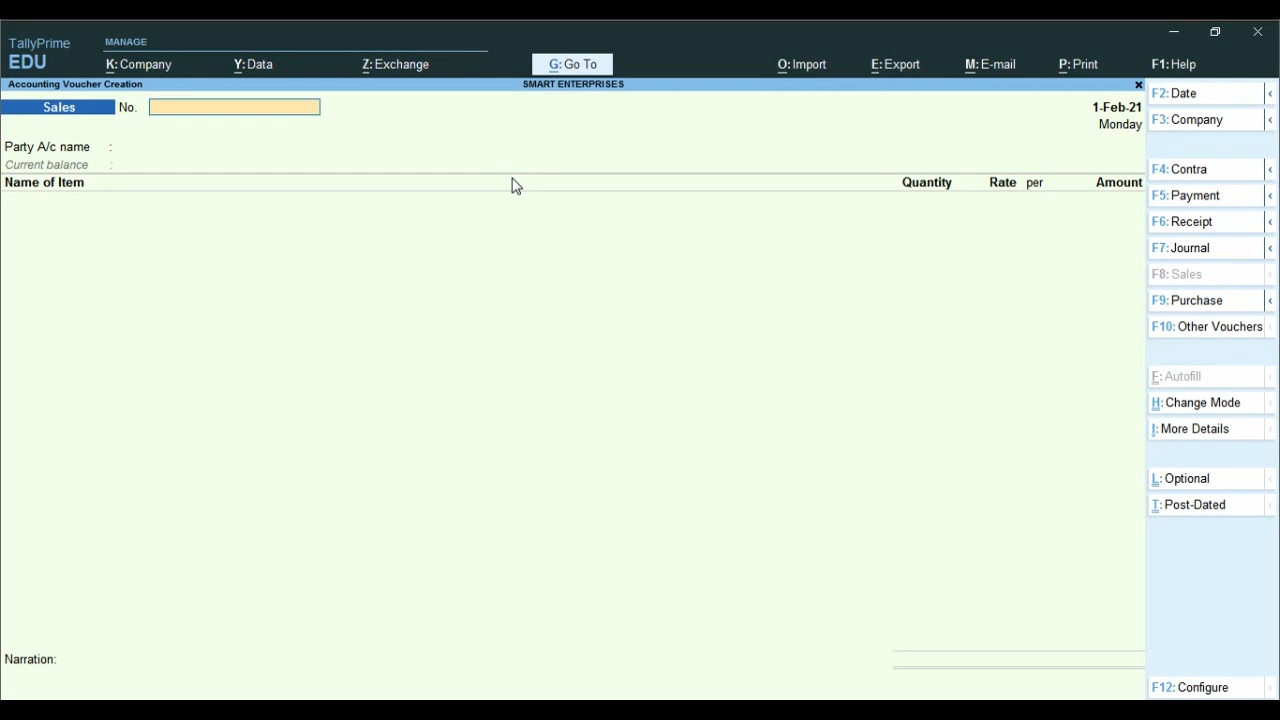 TallyPrime
EDU
MANAGE
K: Company Y: Data Z: Exchange G: Go To O: Import E: Export M: E-mail P: Print F1: Help
Accounting Voucher Creation SMART ENTERPRISES x
Sales No. 1-Feb-21
Monday
Party A/c name :
Current balance :
Name of Item Quantity Rate per Amount
Narration:
F2: Date
F3: Company
F4: Contra
F5: Payment
F6: Receipt
F7: Journal
F8: Sales
F9: Purchase
F10: Other Vouchers
E: Autofill
H: Change Mode
I: More Details
L: Optional
T: Post-Dated
F12: Configure